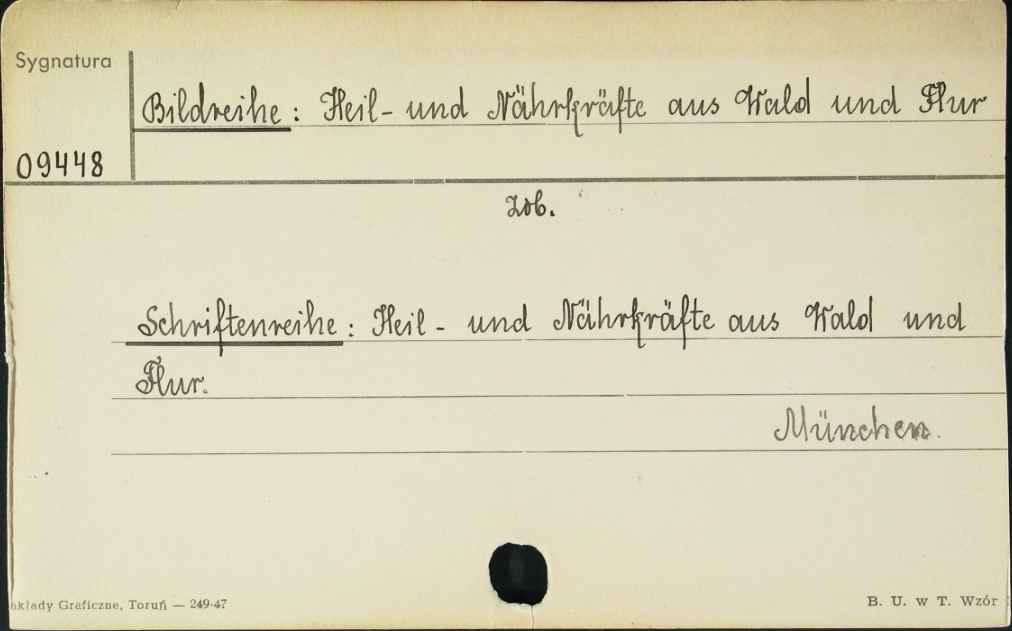 Sygnatura
Bildreihe: Heil- und Nährkräfte aus Wald und Flur
09448
zob.
Schriftenreihe: Heil- und Nährkräfte aus Wald und
Flur.
München.
akłady Graficzne, Toruń — 249-47
B. U. w T. Wzór